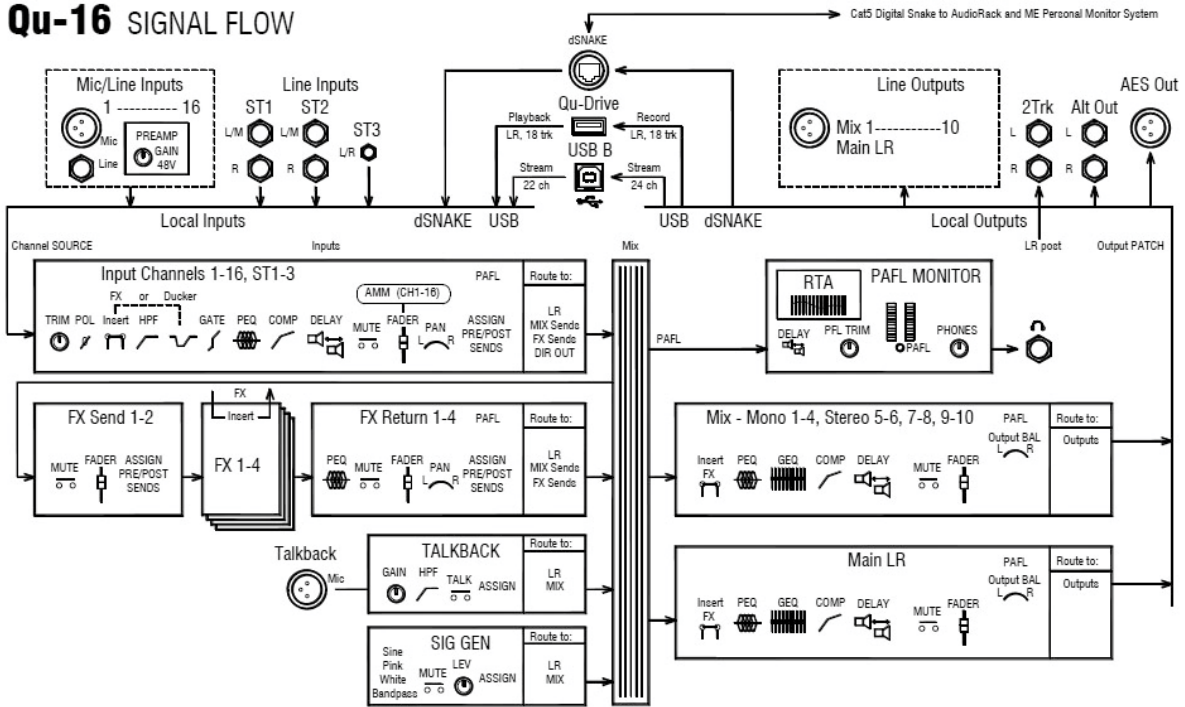 Qu-16 SIGNAL FLOW
Cat5 Digital Snake to AudioRack and ME Personal Monitor System
dSNAKE
Mic/Line Inputs
1 ---------- 16
Mic
Line
PREAMP
GAIN
48V
Line Inputs
ST1 ST2
L/M L/M
R R
ST3
L/R
Qu-Drive
Playback
LR, 18 trk
Record
LR, 18 trk
USB B
Stream
22 ch
Stream
24 ch
Line Outputs
Mix 1-----------10
Main LR
2Trk Alt Out
L L
R R
AES Out
Local Inputs
dSNAKE USB
USB dSNAKE
Local Outputs
Channel SOURCE
Inputs
Mix
LR post
Output PATCH
Input Channels 1-16, ST1-3
PAFL
Route to:
FX or Ducker
AMM (CH1-16)
TRIM POL Insert HPF GATE PEQ COMP DELAY MUTE FADER PAN ASSIGN
L R
PRE/POST
SENDS
LR
MIX Sends
FX Sends
DIR OUT
PAFL
RTA
PAFL MONITOR
DELAY
PFL TRIM
PAFL
PHONES
FX Send 1-2
MUTE FADER ASSIGN
PRE/POST
SENDS
FX
Insert
FX 1-4
FX Return 1-4
PAFL
Route to:
PEQ MUTE FADER PAN ASSIGN
L R
PRE/POST
SENDS
LR
MIX Sends
FX Sends
Mix - Mono 1-4, Stereo 5-6, 7-8, 9-10
PAFL
Route to:
Output BAL
L R
Outputs
Insert
FX
PEQ GEQ COMP DELAY MUTE FADER
Talkback
Mic
TALKBACK
Route to:
GAIN HPF TALK ASSIGN
LR
MIX
Main LR
PAFL
Route to:
Output BAL
L R
Outputs
Insert
FX
PEQ GEQ COMP DELAY MUTE FADER
SIG GEN
Route to:
Sine
Pink
White
Bandpass
MUTE LEV ASSIGN
LR
MIX